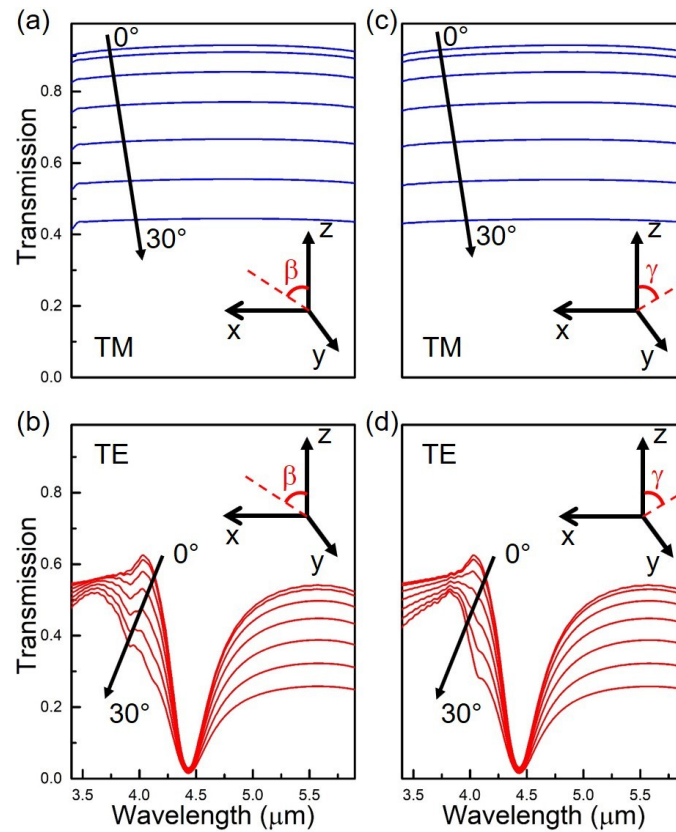 (a)
Transmission
0.8
0.6
0.4
0.2
0.0
0°
30°
TM
z
β
x
y
(c)
0°
30°
TM
z
γ
x
y
(b)
Transmission
0.8
0.6
0.4
0.2
0.0
TE
z
β
x
y
0°
30°
3.5 4.0 4.5 5.0 5.5
Wavelength (μm)
(d)
TE
z
γ
x
y
0°
30°
3.5 4.0 4.5 5.0 5.5
Wavelength (μm)